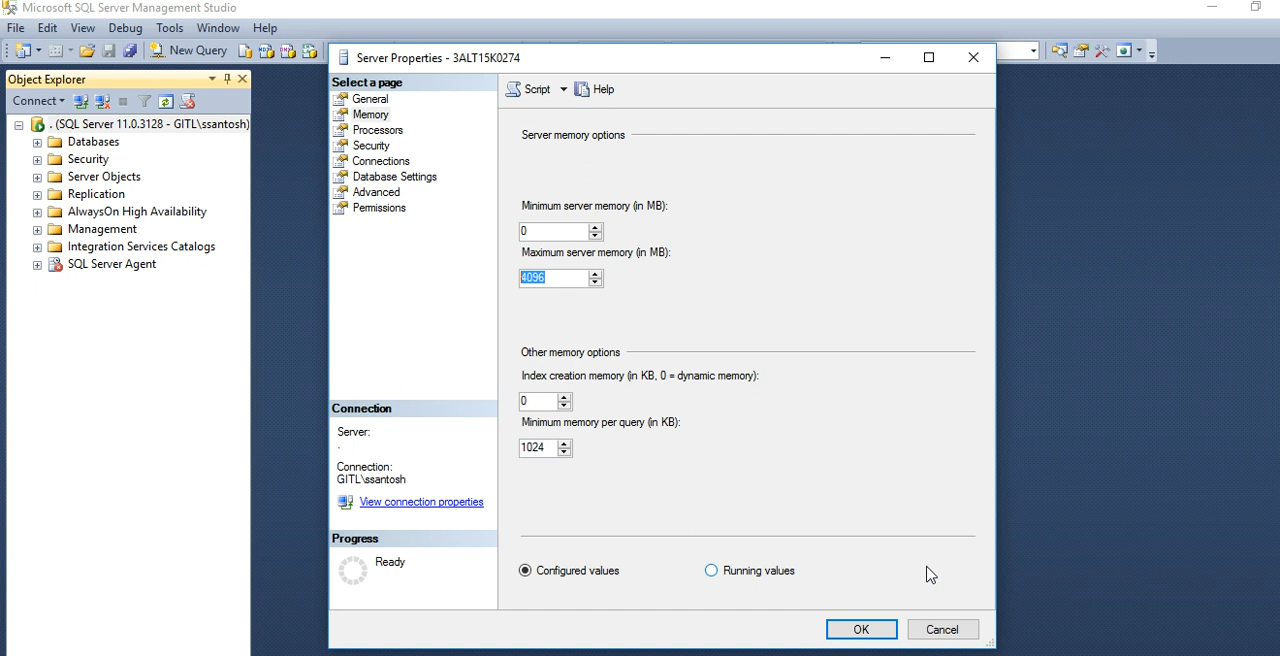 Microsoft SQL Server Management Studio
File Edit View Debug Tools Window Help
New Query
Object Explorer
Connect
. (SQL Server 11.0.3128 - GITL\ssantosh)
Databases
Security
Server Objects
Replication
AlwaysOn High Availability
Management
Integration Services Catalogs
SQL Server Agent
Server Properties - 3ALT15K0274
Select a page
General
Memory
Processors
Security
Connections
Database Settings
Advanced
Permissions
Connection
Server:
.
Connection:
GITL\ssantosh
View connection properties
Progress
Ready
Script Help
Server memory options
Minimum server memory (in MB):
0
Maximum server memory (in MB):
4096
Other memory options
Index creation memory (in KB, 0 = dynamic memory):
0
Minimum memory per query (in KB):
1024
Configured values Running values
OK Cancel